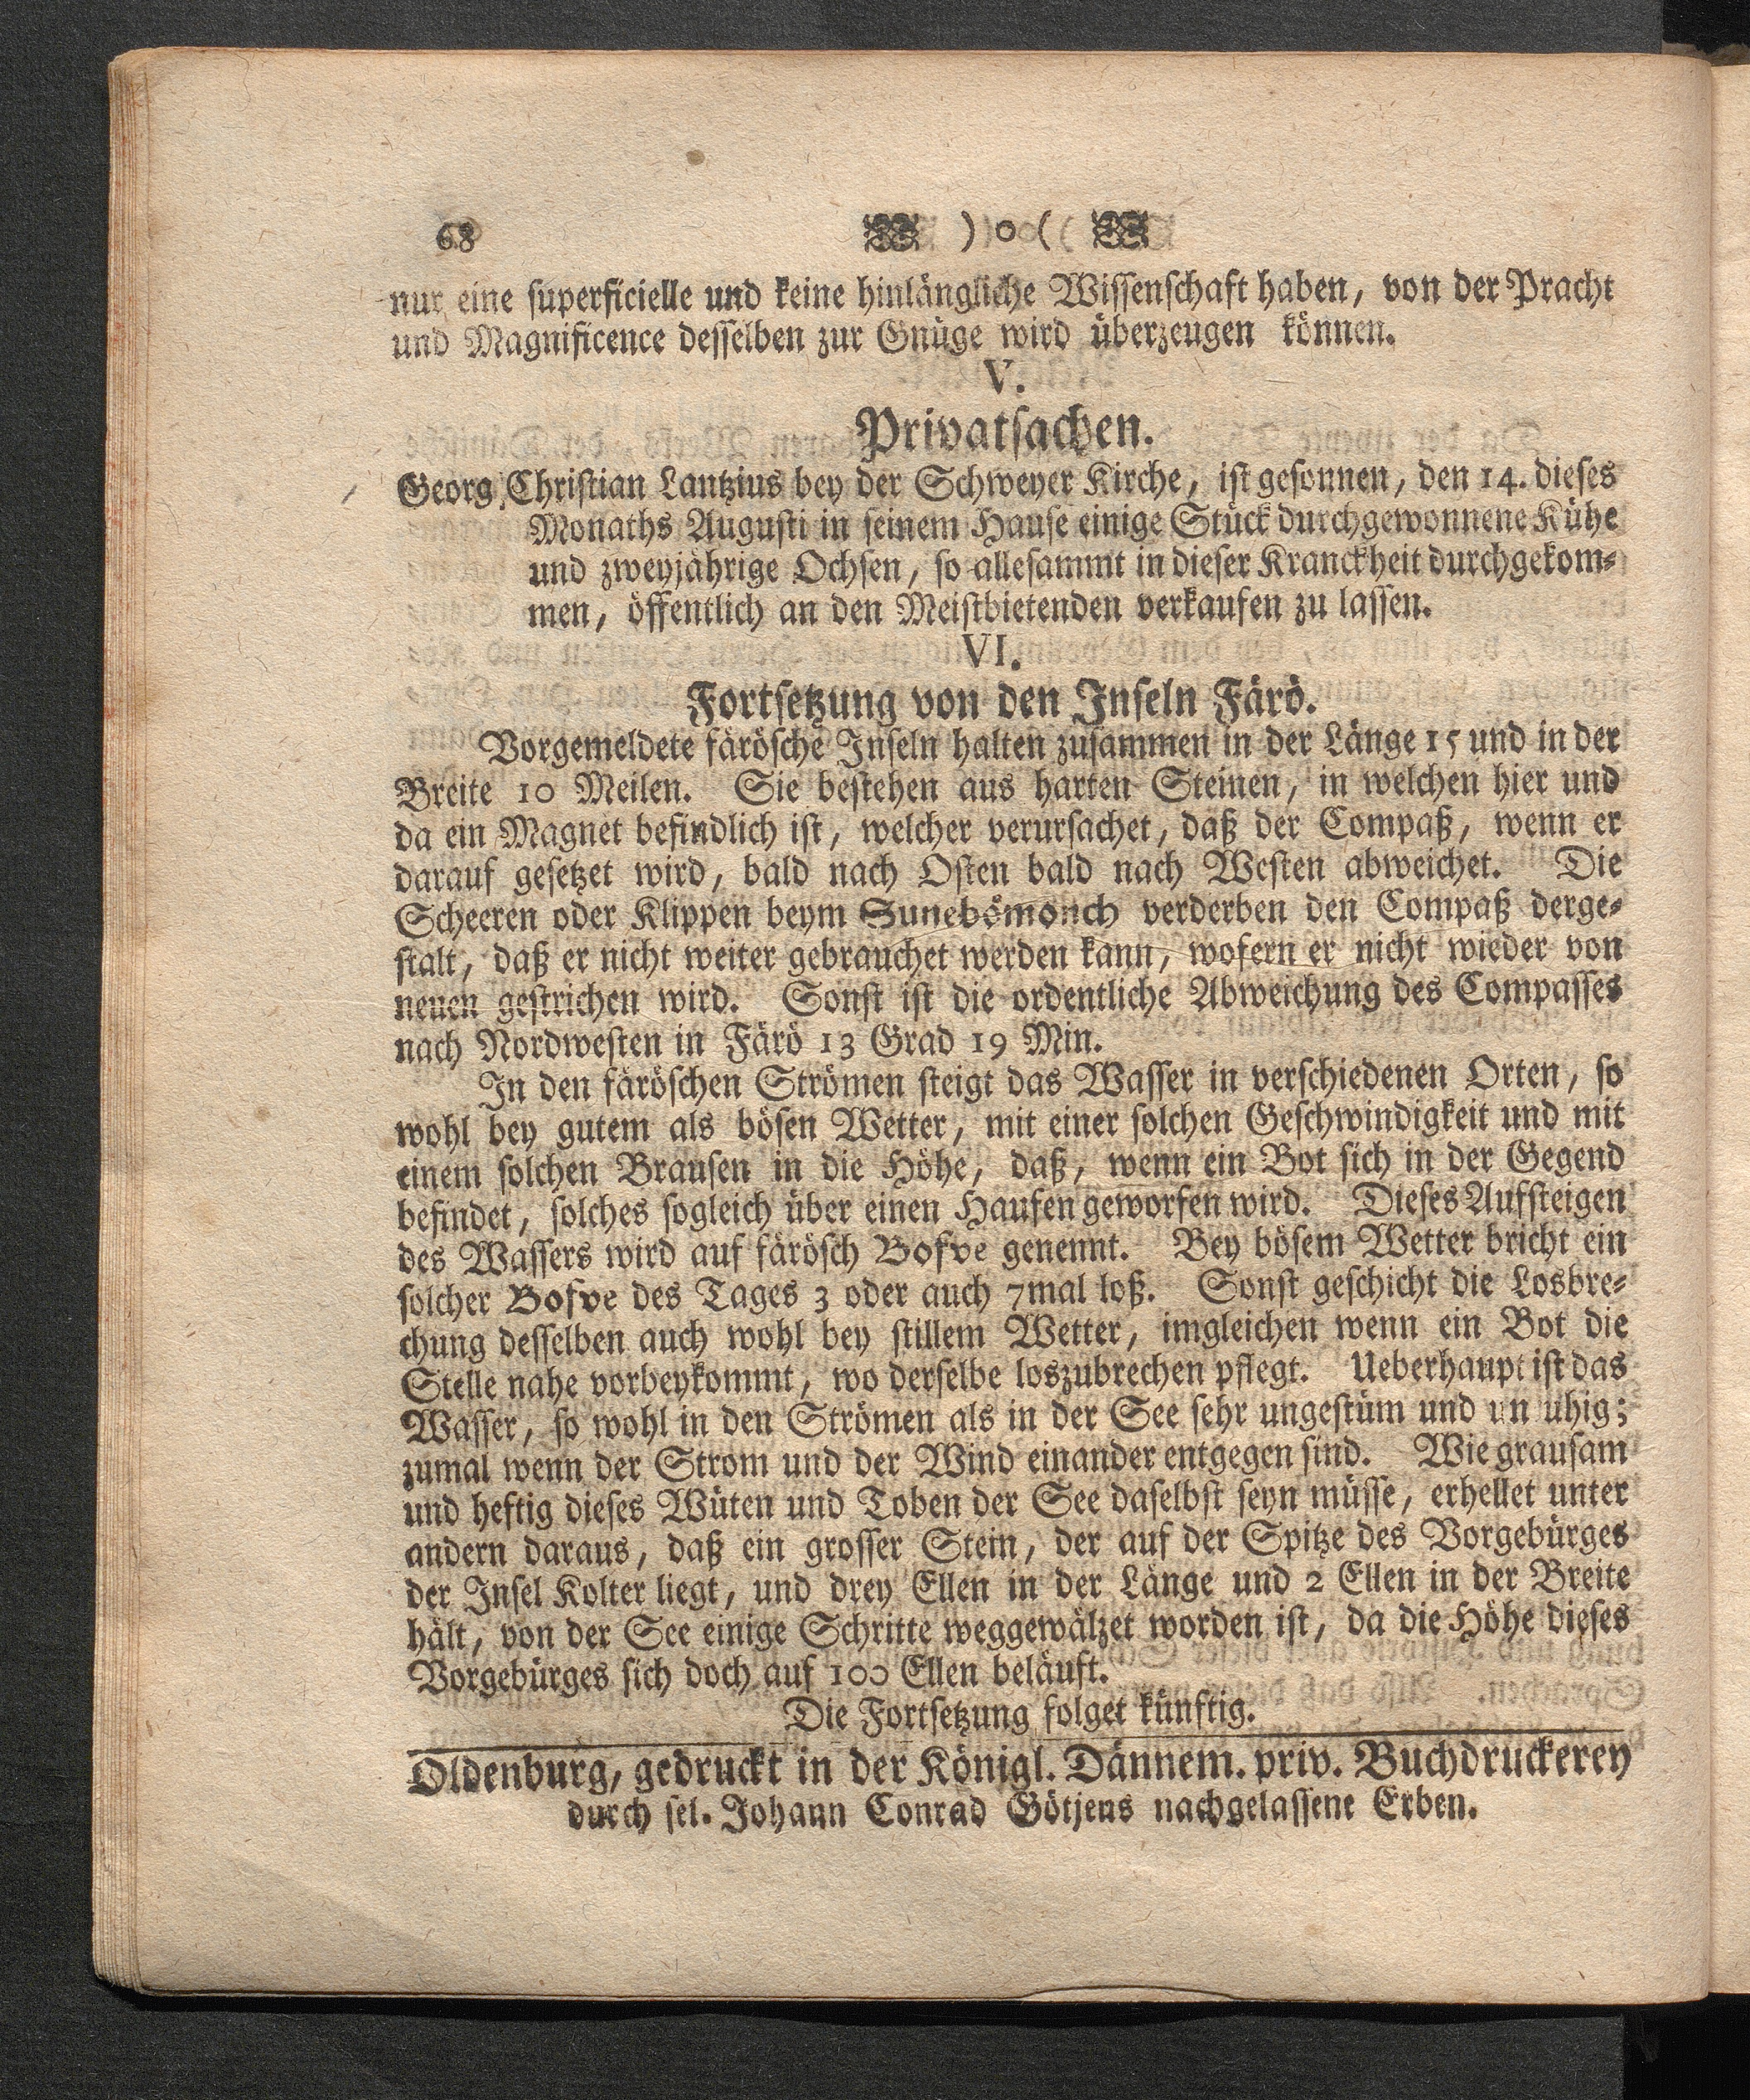 68 ) o (
nur eine superficielle und keine hinlängliche Wissenschaft haben, von der Pracht
und Magnificence desselben zur Gnüge wird überzeugen können.
V.
Privatsachen.
Georg Christian Lantzius bey der Schweyer Kirche, ist gesonnen, den 14. dieses
Monaths Augusti in seinem Hause einige Stück durchgewonnene Kühe
und zweyjährige Ochsen, so allesammt in dieser Kranckheit durchgekom-
men, öffentlich an den Meistbietenden verkaufen zu lassen.
VI.
Fortsetzung von den Inseln Färö.
Vorgemeldete färösche Inseln halten zusammen in der Länge 15 und in der
Breite 10 Meilen. Sie bestehen aus harten Steinen, in welchen hier und
da ein Magnet befindlich ist, welcher verursachet, daß der Compaß, wenn er
darauf gesetzet wird, bald nach Osten bald nach Westen abweichet. Die
Scheeren oder Klippen beym Sunebömönch verderben den Compaß derge-
stalt, daß er nicht weiter gebrauchet werden kann, wofern er nicht wieder von
neuen gestrichen wird. Sonst ist die ordentliche Abweichung des Compasses
nach Nordwesten in Färö 13 Grad 19 Min.
In den färöschen Strömen steigt das Wasser in verschiedenen Orten, so
wohl bey gutem als bösen Wetter, mit einer solchen Geschwindigkeit und mit
einem solchen Brausen in die Höhe, daß, wenn ein Bot sich in der Gegend
befindet, solches sogleich über einen Haufen geworfen wird. Dieses Aufsteigen
des Wassers wird auf färösch Bofve genennt. Bey bösem Wetter bricht ein
solcher Bofve des Tages 3 oder auch 7mal loß. Sonst geschicht die Losbre-
chung desselben auch wohl bey stillem Wetter, imgleichen wenn ein Bot die
Stelle nahe vorbeykommt, wo derselbe loszubrechen pflegt. Ueberhaupt ist das
Wasser, so wohl in den Strömen als in der See sehr ungestüm und un uhig;
zumal wenn der Strom und der Wind einander entgegen sind. Wie grausam
und heftig dieses Wüten und Toben der See daselbst seyn müsse, erhellet unter
andern daraus, daß ein grosser Stein, der auf der Spitze des Vorgebürges
der Insel Kolter liegt, und drey Ellen in der Länge und 2 Ellen in der Breite
hält, von der See einige Schritte weggewälzet worden ist, da die Höhe dieses
Vorgebürges sich doch auf 100 Ellen beläuft.
Die Fortsetzung folget künftig.
Oldenburg, gedruckt in der Königl. Dännem. priv. Buchdruckerey
durch sel. Johann Conrad Götjens nachgelassene Erben.